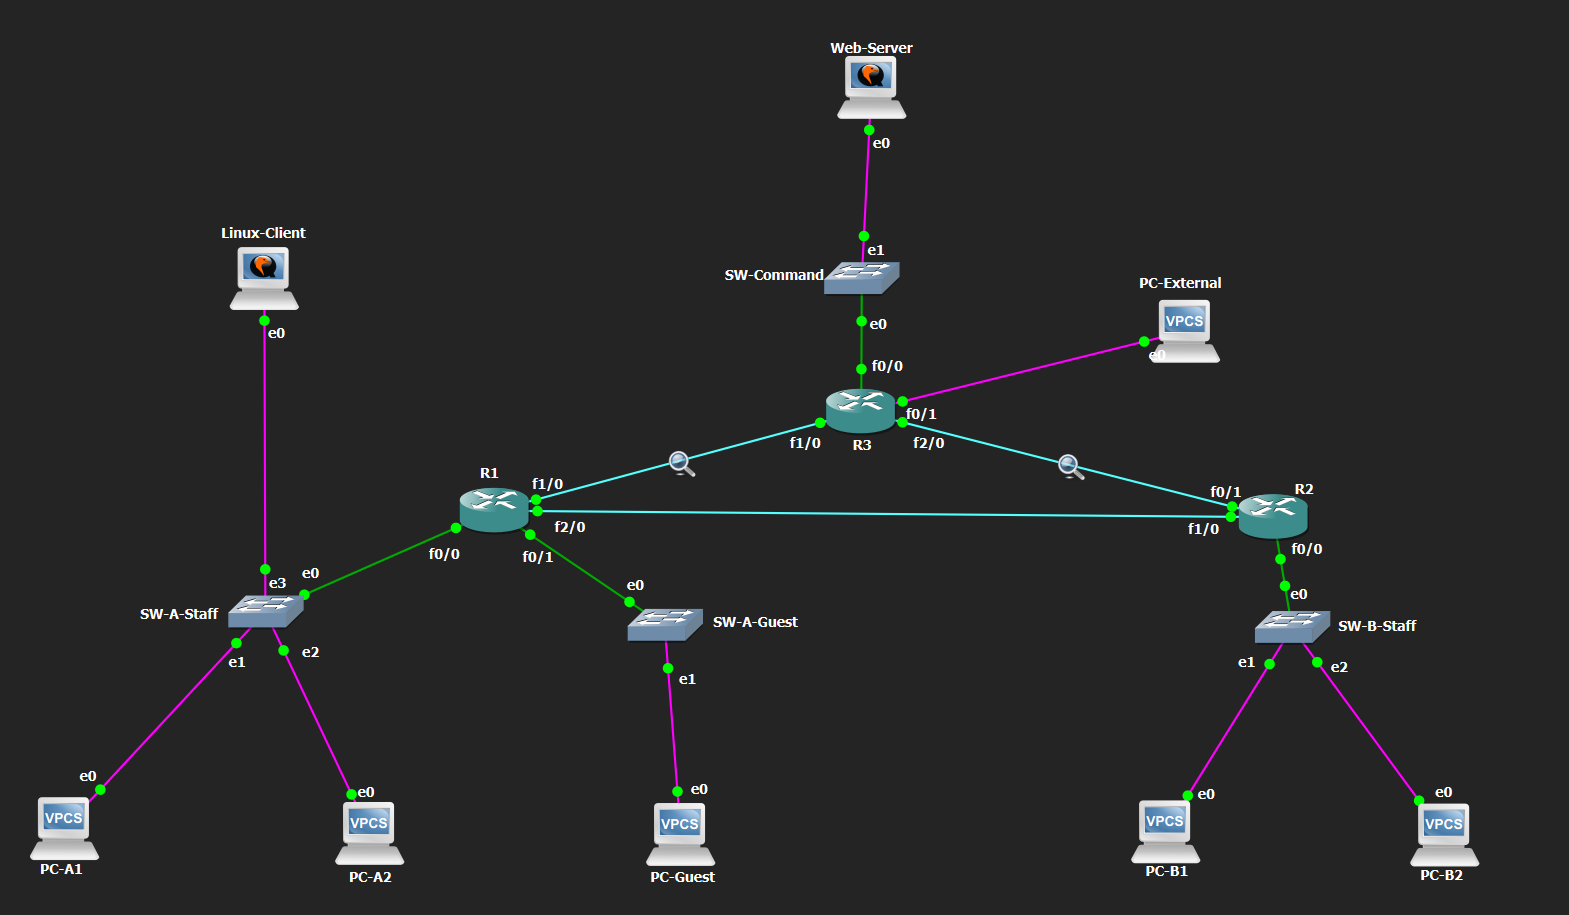 Web-Server
e0
Linux-Client
e1
SW-Command
PC-External
VPCS
e0
e0
e0
f0/0
f0/1
f1/0
R3
f2/0
R1
f1/0
f0/1
R2
f2/0
f1/0
f0/0
f0/1
f0/0
e0
e3
e0
e0
SW-A-Staff
SW-A-Guest
SW-B-Staff
e1
e2
e1
e1
e2
e0
e0
e0
e0
e0
VPCS
VPCS
VPCS
VPCS
VPCS
PC-A1
PC-A2
PC-Guest
PC-B1
PC-B2